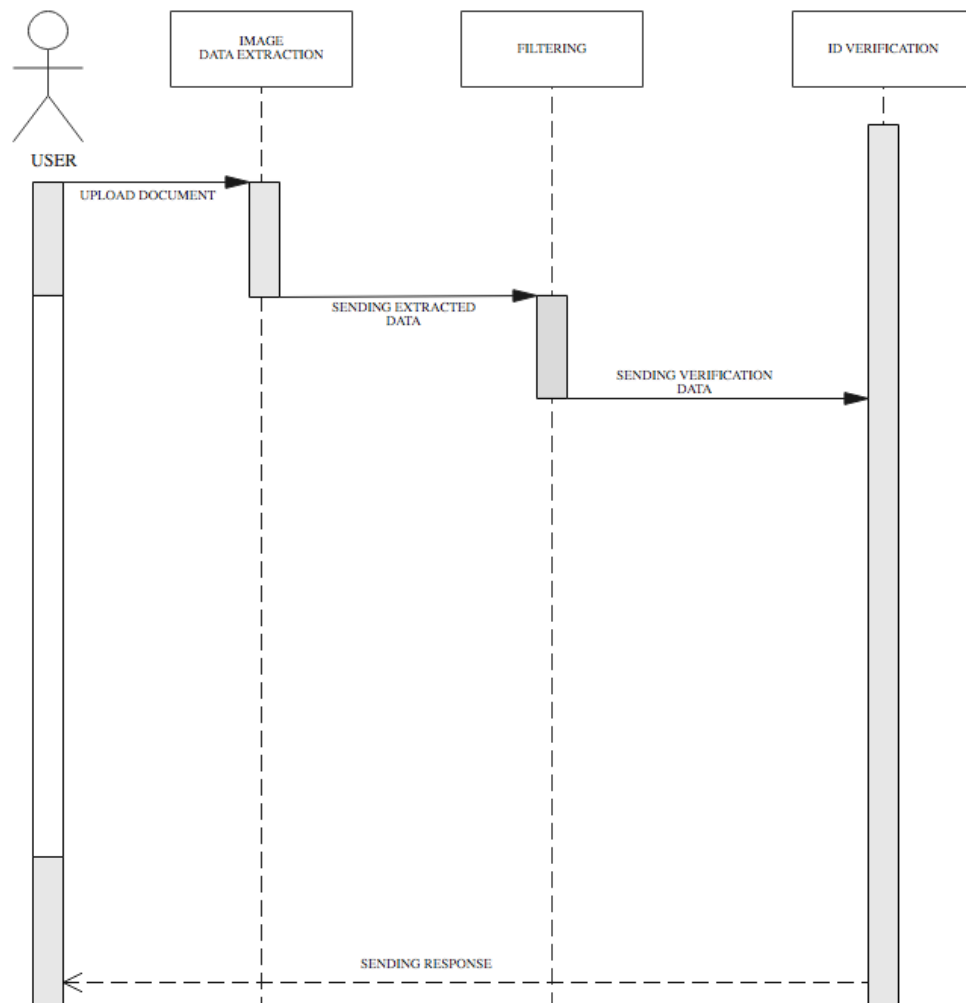 IMAGE
DATA EXTRACTION
FILTERING
ID VERIFICATION
USER
UPLOAD DOCUMENT
SENDING EXTRACTED
DATA
SENDING VERIFICATION
DATA
SENDING RESPONSE